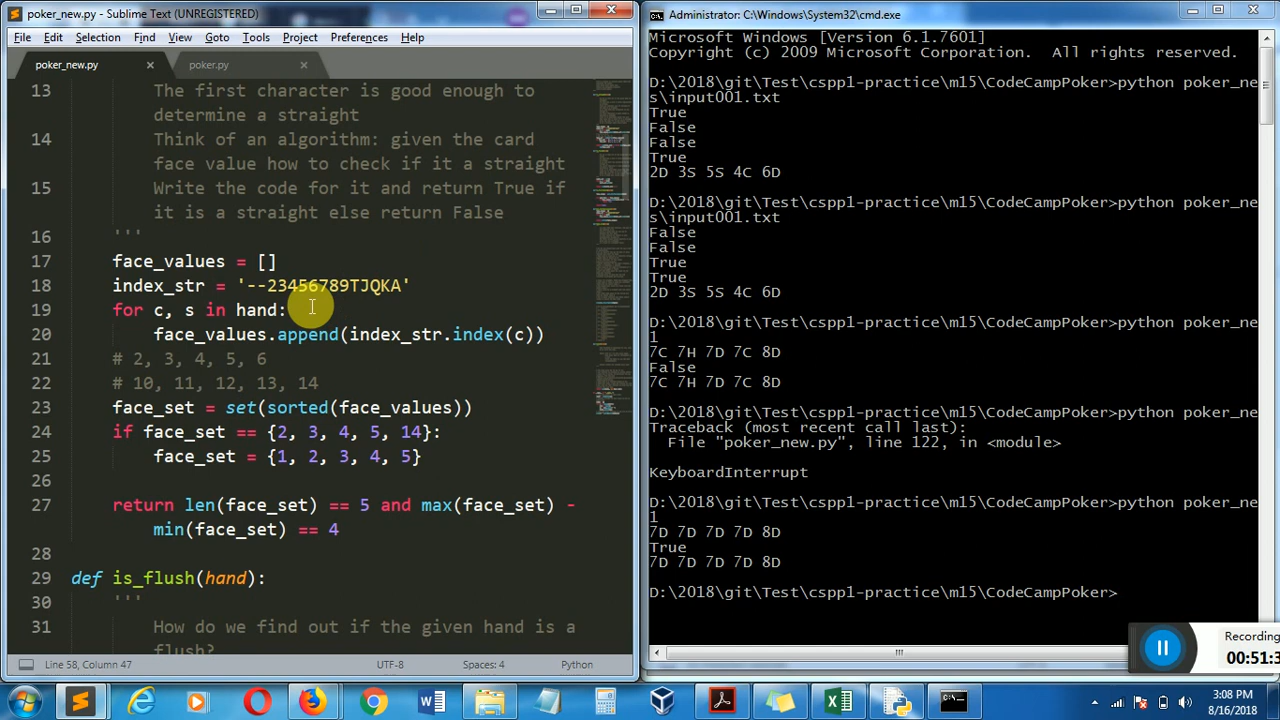 poker_new.py - Sublime Text (UNREGISTERED)
File Edit Selection Find View Goto Tools Project Preferences Help
poker_new.py
poker.py
13 The first character is good enough to
determine a straight
14 Think of an algorithm: given the card
face value how to check if it a straight
15 Write the code for it and return True if
it is a straight else return False
16 '''
17 face_values = []
18 index_str = '--23456789TJQKA'
19 for c, s in hand:
20 face_values.append(index_str.index(c))
21 # 2, 3, 4, 5, 6
22 # 10, 11, 12, 13, 14
23 face_set = set(sorted(face_values))
24 if face_set == {2, 3, 4, 5, 14}:
25 face_set = {1, 2, 3, 4, 5}
26
27 return len(face_set) == 5 and max(face_set) -
min(face_set) == 4
28
29 def is_flush(hand):
30 '''
31 How do we find out if the given hand is a
flush?
Line 58, Column 47 UTF-8 Spaces: 4 Python
Administrator: C:\Windows\System32\cmd.exe
Microsoft Windows [Version 6.1.7601]
Copyright (c) 2009 Microsoft Corporation. All rights reserved.
D:\2018\git\Test\cspp1-practice\m15\CodeCampPoker>python poker_ne
s\input001.txt
True
False
False
True
2D 3S 5S 4C 6D
D:\2018\git\Test\cspp1-practice\m15\CodeCampPoker>python poker_ne
s\input001.txt
False
False
True
True
2D 3S 5S 4C 6D
D:\2018\git\Test\cspp1-practice\m15\CodeCampPoker>python poker_ne
1
7C 7H 7D 7C 8D
False
7C 7H 7D 7C 8D
D:\2018\git\Test\cspp1-practice\m15\CodeCampPoker>python poker_ne
Traceback (most recent call last):
File "poker_new.py", line 122, in <module>
KeyboardInterrupt
D:\2018\git\Test\cspp1-practice\m15\CodeCampPoker>python poker_ne
1
7D 7D 7D 7D 8D
True
7D 7D 7D 7D 8D
D:\2018\git\Test\cspp1-practice\m15\CodeCampPoker>
Recording
00:51:3
3:08 PM
8/16/2018